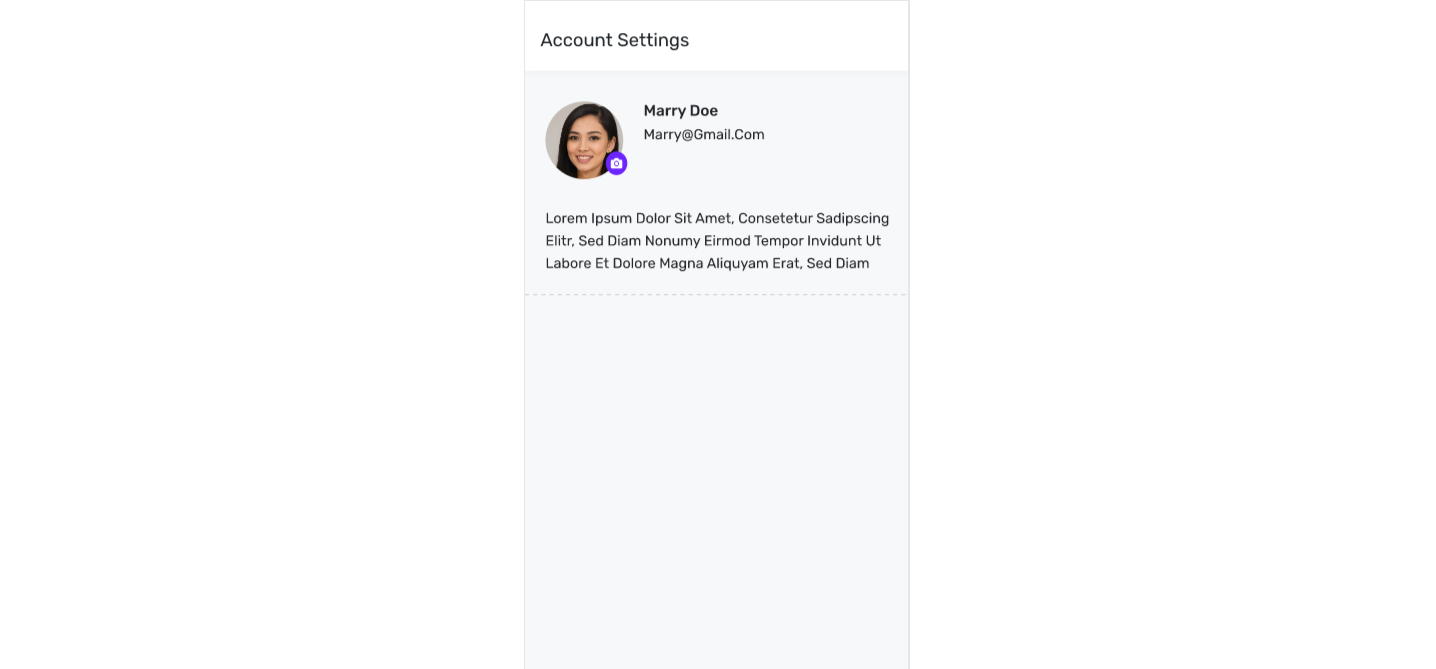 Account Settings
Marry Doe
Marry@Gmail.Com
Lorem Ipsum Dolor Sit Amet, Consetetur Sadipscing
Elitr, Sed Diam Nonumy Eirmod Tempor Invidunt Ut
Labore Et Dolore Magna Aliquyam Erat, Sed Diam